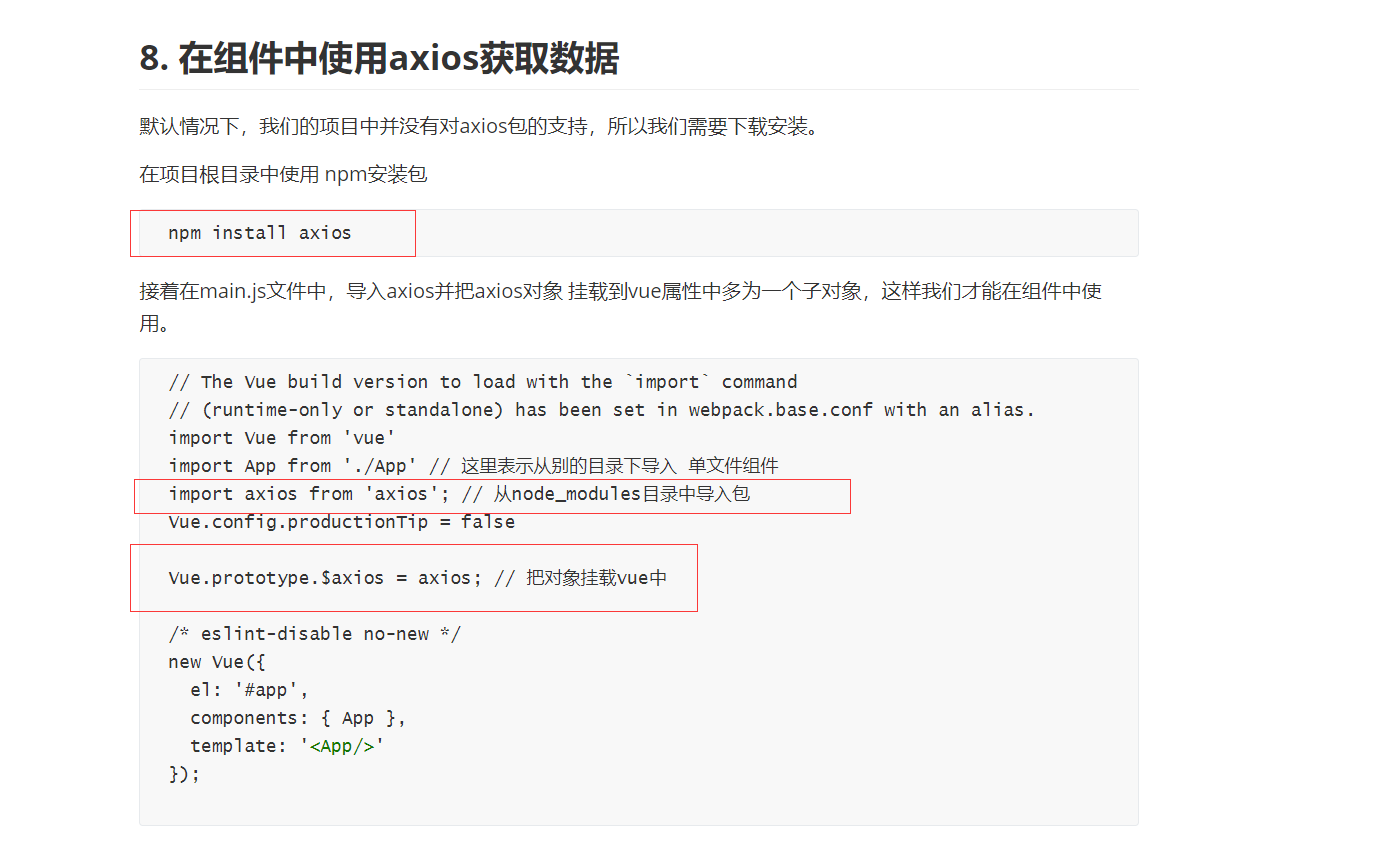 8. 在组件中使用axios获取数据
默认情况下，我们的项目中并没有对axios包的支持，所以我们需要下载安装。
在项目根目录中使用 npm安装包
npm install axios
接着在main.js文件中，导入axios并把axios对象 挂载到vue属性中多为一个子对象，这样我们才能在组件中使
用。
// The Vue build version to load with the `import` command
// (runtime-only or standalone) has been set in webpack.base.conf with an alias.
import Vue from 'vue'
import App from './App' // 这里表示从别的目录下导入 单文件组件
import axios from 'axios'; // 从node_modules目录中导入包
Vue.config.productionTip = false
Vue.prototype.$axios = axios; // 把对象挂载vue中
/* eslint-disable no-new */
new Vue({
  el: '#app',
  components: { App },
  template: '<App/>'
});